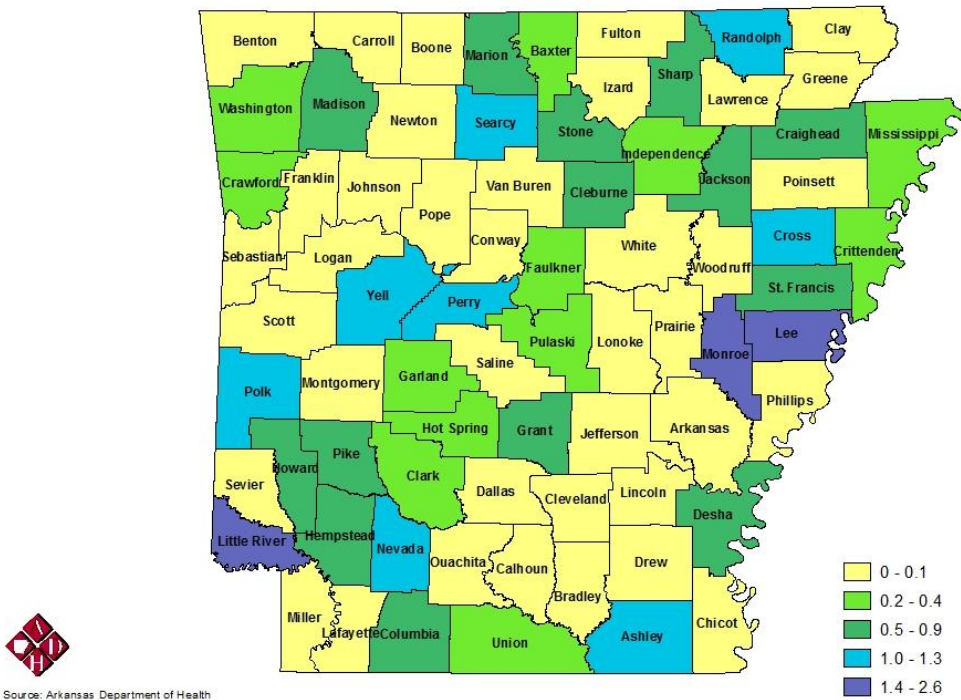 Benton
Carroll
Boone
Marion
Baxter
Fulton
Randolph
Clay
Sharp
Izard
Greene
Lawrence
Washington
Madison
Newton
Searcy
Stone
Independence
Jackson
Craighead
Mississippi
Crawford
Franklin
Johnson
Pope
Van Buren
Cleburne
Poinsett
Sebastian
Logan
Conway
Faulkner
White
Woodruff
Cross
Crittenden
Scott
Yell
Perry
Pulaski
Lonoke
Prairie
Monroe
St. Francis
Lee
Polk
Montgomery
Garland
Saline
Hot Spring
Grant
Jefferson
Arkansas
Phillips
Sevier
Howard
Pike
Clark
Dallas
Cleveland
Lincoln
Desha
Little River
Hempstead
Nevada
Ouachita
Calhoun
Bradley
Drew
Miller
Lafayette
Columbia
Union
Ashley
Chicot
0 - 0.1
0.2 - 0.4
0.5 - 0.9
1.0 - 1.3
1.4 - 2.6
A
D
H
Source: Arkansas Department of Health